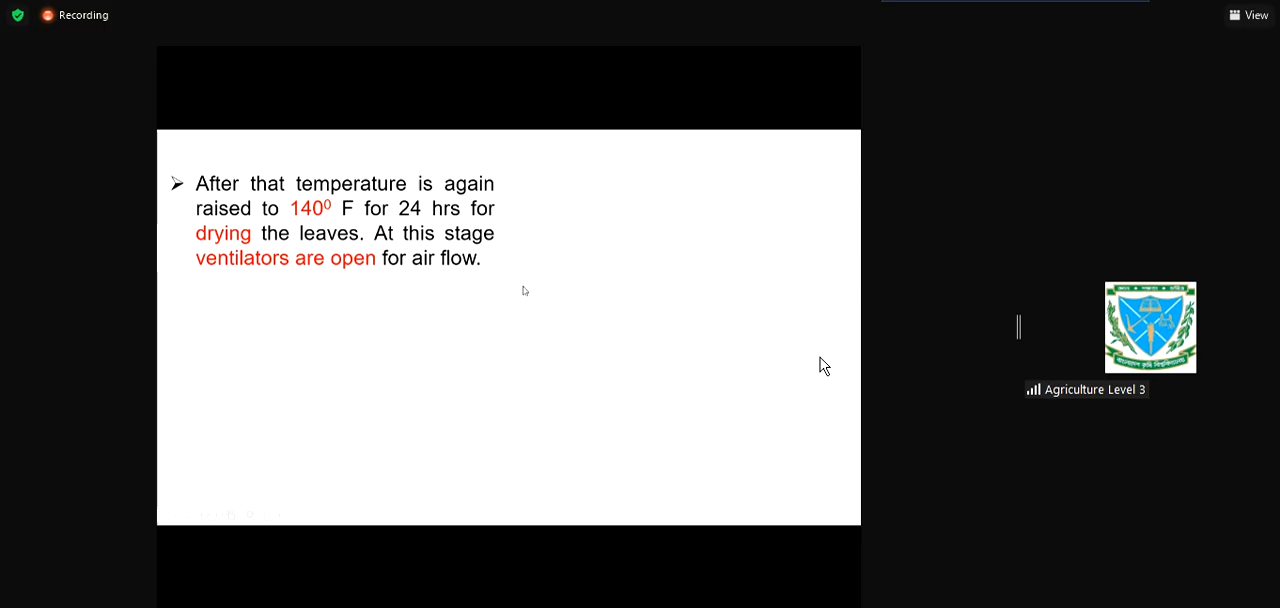 Recording
View
➢ After that temperature is again
raised to 140⁰ F for 24 hrs for
drying the leaves. At this stage
ventilators are open for air flow.
Agriculture Level 3